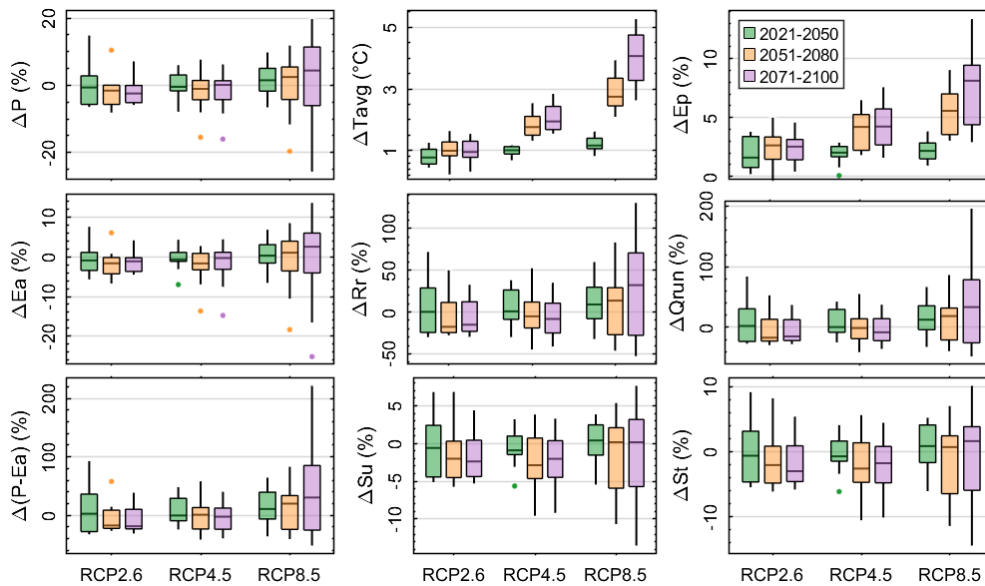 ΔP (%)
20
0
20
ΔTavg (°C)
5
3
1
ΔEp (%)
10
5
0
2021-2050
2051-2080
2071-2100
ΔEa (%)
10
0
-10
-20
ΔRr (%)
100
50
0
-50
ΔQrun (%)
200
100
0
Δ(P-Ea) (%)
200
100
0
ΔSu (%)
5
0
-5
-10
ΔSt (%)
10
0
-10
RCP2.6 RCP4.5 RCP8.5
RCP2.6 RCP4.5 RCP8.5
RCP2.6 RCP4.5 RCP8.5